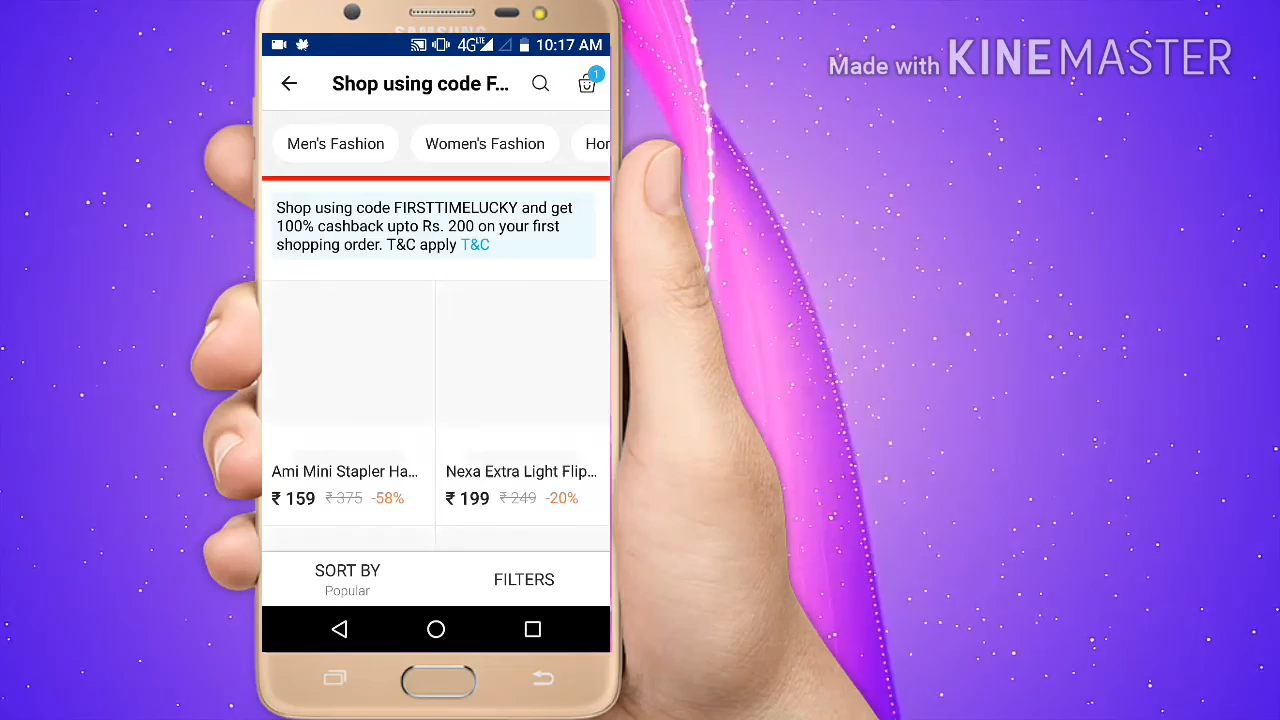 Made with KINEMASTER
SAMSUNG
4G LTE 10:17 AM
Shop using code F...
1
Men's Fashion
Women's Fashion
Hor
Shop using code FIRSTTIMELUCKY and get
100% cashback upto Rs. 200 on your first
shopping order. T&C apply T&C
Ami Mini Stapler Ha...
₹ 159 ₹ 375 -58%
Nexa Extra Light Flip...
₹ 199 ₹ 249 -20%
SORT BY
Popular
FILTERS